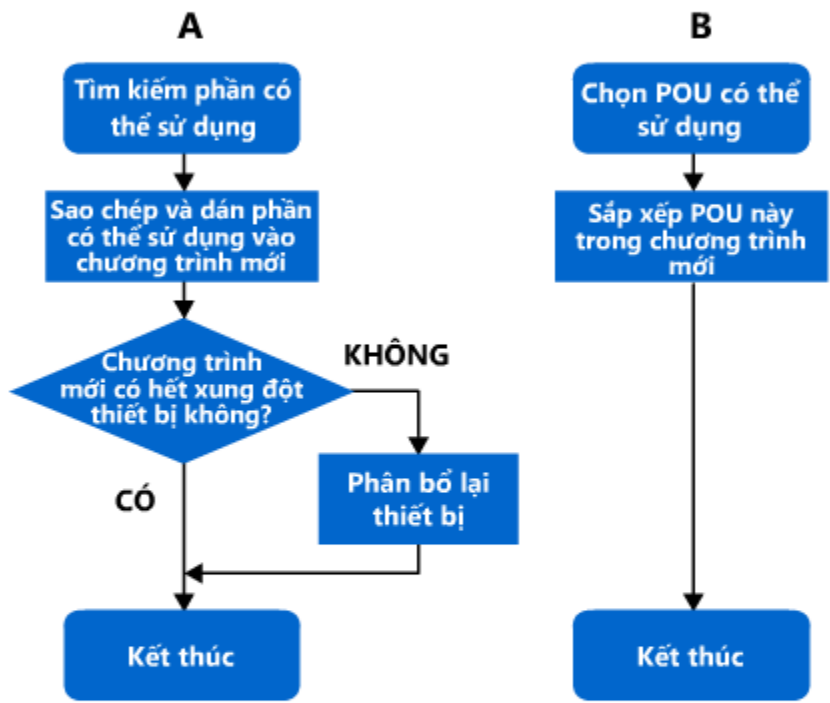 A
Tìm kiếm phần có
thể sử dụng
Sao chép và dán phần
có thể sử dụng vào
chương trình mới
Chương trình
mới có hết xung đột
thiết bị không?
KHÔNG
CÓ
Phân bổ lại
thiết bị
Kết thúc
B
Chọn POU có thể
sử dụng
Sắp xếp POU này
trong chương trình
mới
Kết thúc